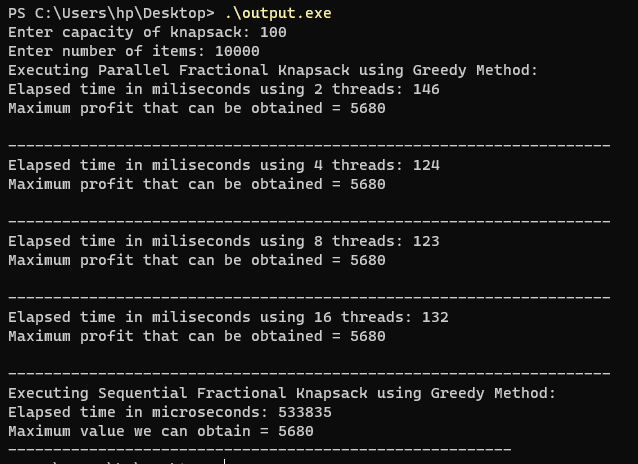 PS C:\Users\hp\Desktop> .\output.exe
Enter capacity of knapsack: 100
Enter number of items: 10000
Executing Parallel Fractional Knapsack using Greedy Method:
Elapsed time in miliseconds using 2 threads: 146
Maximum profit that can be obtained = 5680
-------------------------------------------------------------------
Elapsed time in miliseconds using 4 threads: 124
Maximum profit that can be obtained = 5680
-------------------------------------------------------------------
Elapsed time in miliseconds using 8 threads: 123
Maximum profit that can be obtained = 5680
-------------------------------------------------------------------
Elapsed time in miliseconds using 16 threads: 132
Maximum profit that can be obtained = 5680
-------------------------------------------------------------------
Executing Sequential Fractional Knapsack using Greedy Method:
Elapsed time in microseconds: 533835
Maximum value we can obtain = 5680
--------------------------------------------------------